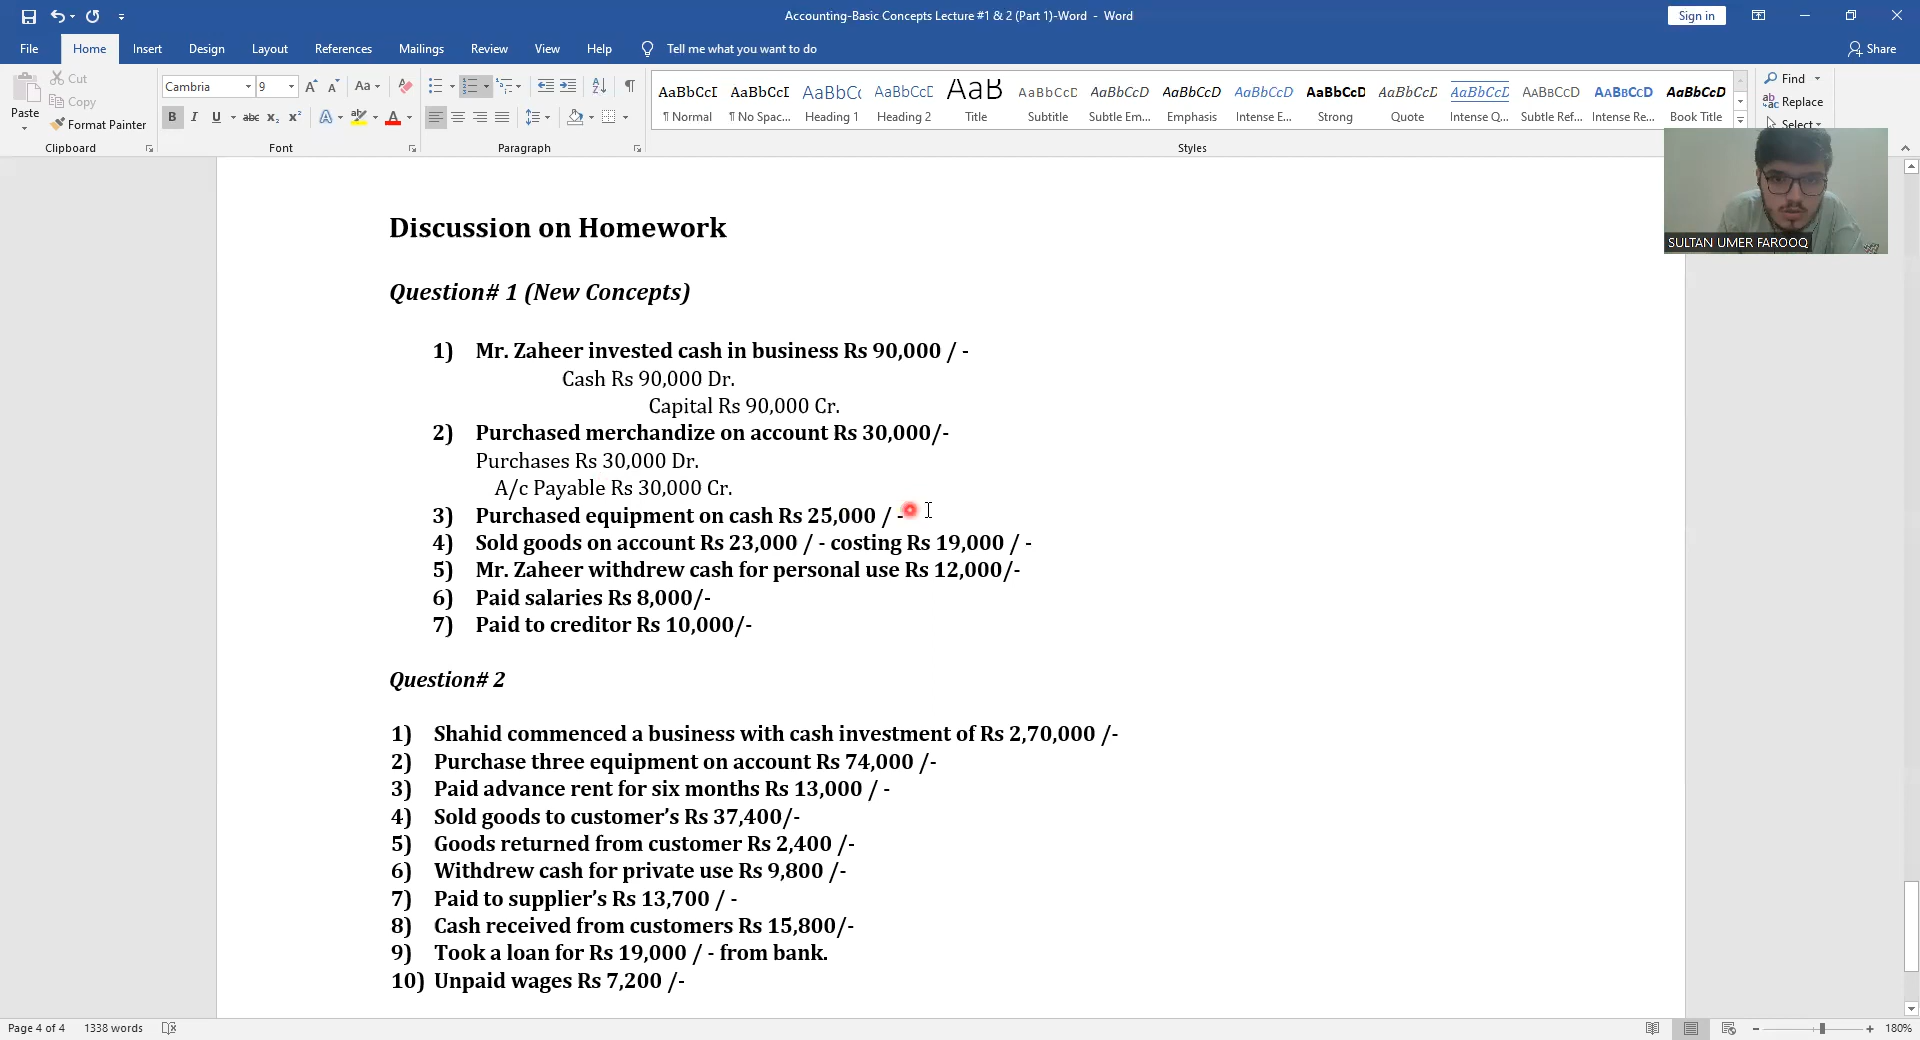 Accounting-Basic Concepts Lecture #1 & 2 (Part 1)-Word - Word
Sign in
File Home Insert Design Layout References Mailings Review View Help Tell me what you want to do
Share
Paste
Cut
Copy
Format Painter
Clipboard
Cambria 9
Font
Paragraph
AaBbCcI AaBbCcI AaBbCc AaBbCcE AaB AaBbCcD AaBbCcD AaBbCcD AaBbCcD AaBbCcD AaBbCcD AaBbCcD AaBbCcD AaBbCcD AaBbCcD
¶ Normal ¶ No Spac... Heading 1 Heading 2 Title Subtitle Subtle Em... Emphasis Intense E... Strong Quote Intense Q... Subtle Ref... Intense Re... Book Title
Styles
Find
Replace
Select
SULTAN UMER FAROOQ
Discussion on Homework
Question# 1 (New Concepts)
1) Mr. Zaheer invested cash in business Rs 90,000 / -
Cash Rs 90,000 Dr.
Capital Rs 90,000 Cr.
2) Purchased merchandize on account Rs 30,000/-
Purchases Rs 30,000 Dr.
A/c Payable Rs 30,000 Cr.
3) Purchased equipment on cash Rs 25,000 / -
4) Sold goods on account Rs 23,000 / - costing Rs 19,000 / -
5) Mr. Zaheer withdrew cash for personal use Rs 12,000/-
6) Paid salaries Rs 8,000/-
7) Paid to creditor Rs 10,000/-
Question# 2
1) Shahid commenced a business with cash investment of Rs 2,70,000 /-
2) Purchase three equipment on account Rs 74,000 /-
3) Paid advance rent for six months Rs 13,000 / -
4) Sold goods to customer’s Rs 37,400/-
5) Goods returned from customer Rs 2,400 /-
6) Withdrew cash for private use Rs 9,800 /-
7) Paid to supplier’s Rs 13,700 / -
8) Cash received from customers Rs 15,800/-
9) Took a loan for Rs 19,000 / - from bank.
10) Unpaid wages Rs 7,200 /-
Page 4 of 4 1338 words
180%